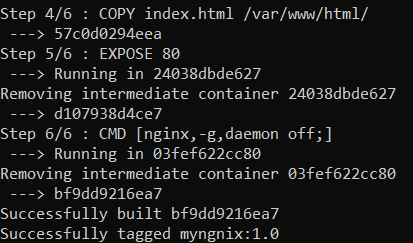 Step 4/6 : COPY index.html /var/www/html/
---> 57c0d0294eea
Step 5/6 : EXPOSE 80
---> Running in 24038dbde627
Removing intermediate container 24038dbde627
---> d107938d4ce7
Step 6/6 : CMD [nginx,-g,daemon off;]
---> Running in 03fef622cc80
Removing intermediate container 03fef622cc80
---> bf9dd9216ea7
Successfully built bf9dd9216ea7
Successfully tagged myngnix:1.0